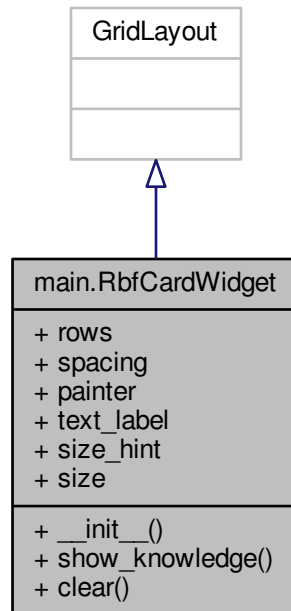 GridLayout
main.RbfCardWidget
+ rows
+ spacing
+ painter
+ text_label
+ size_hint
+ size
+ __init__()
+ show_knowledge()
+ clear()